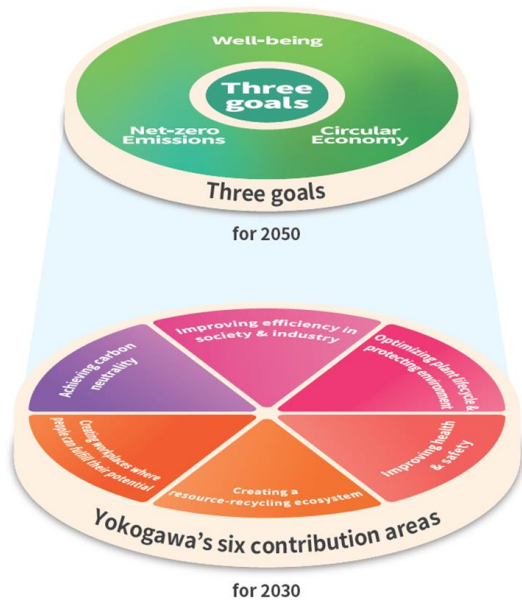 Well-being
Three
goals
Net-zero
Emissions
Circular
Economy
Three goals
for 2050
Improving efficiency in
society & industry
Achieving carbon
neutrality
Optimizing plant lifecycle &
protecting environment
Creating workplaces where
people can fulfill their potential
Improving health
& safety
Creating a
resource-recycling ecosystem
Yokogawa’s six contribution areas
for 2030